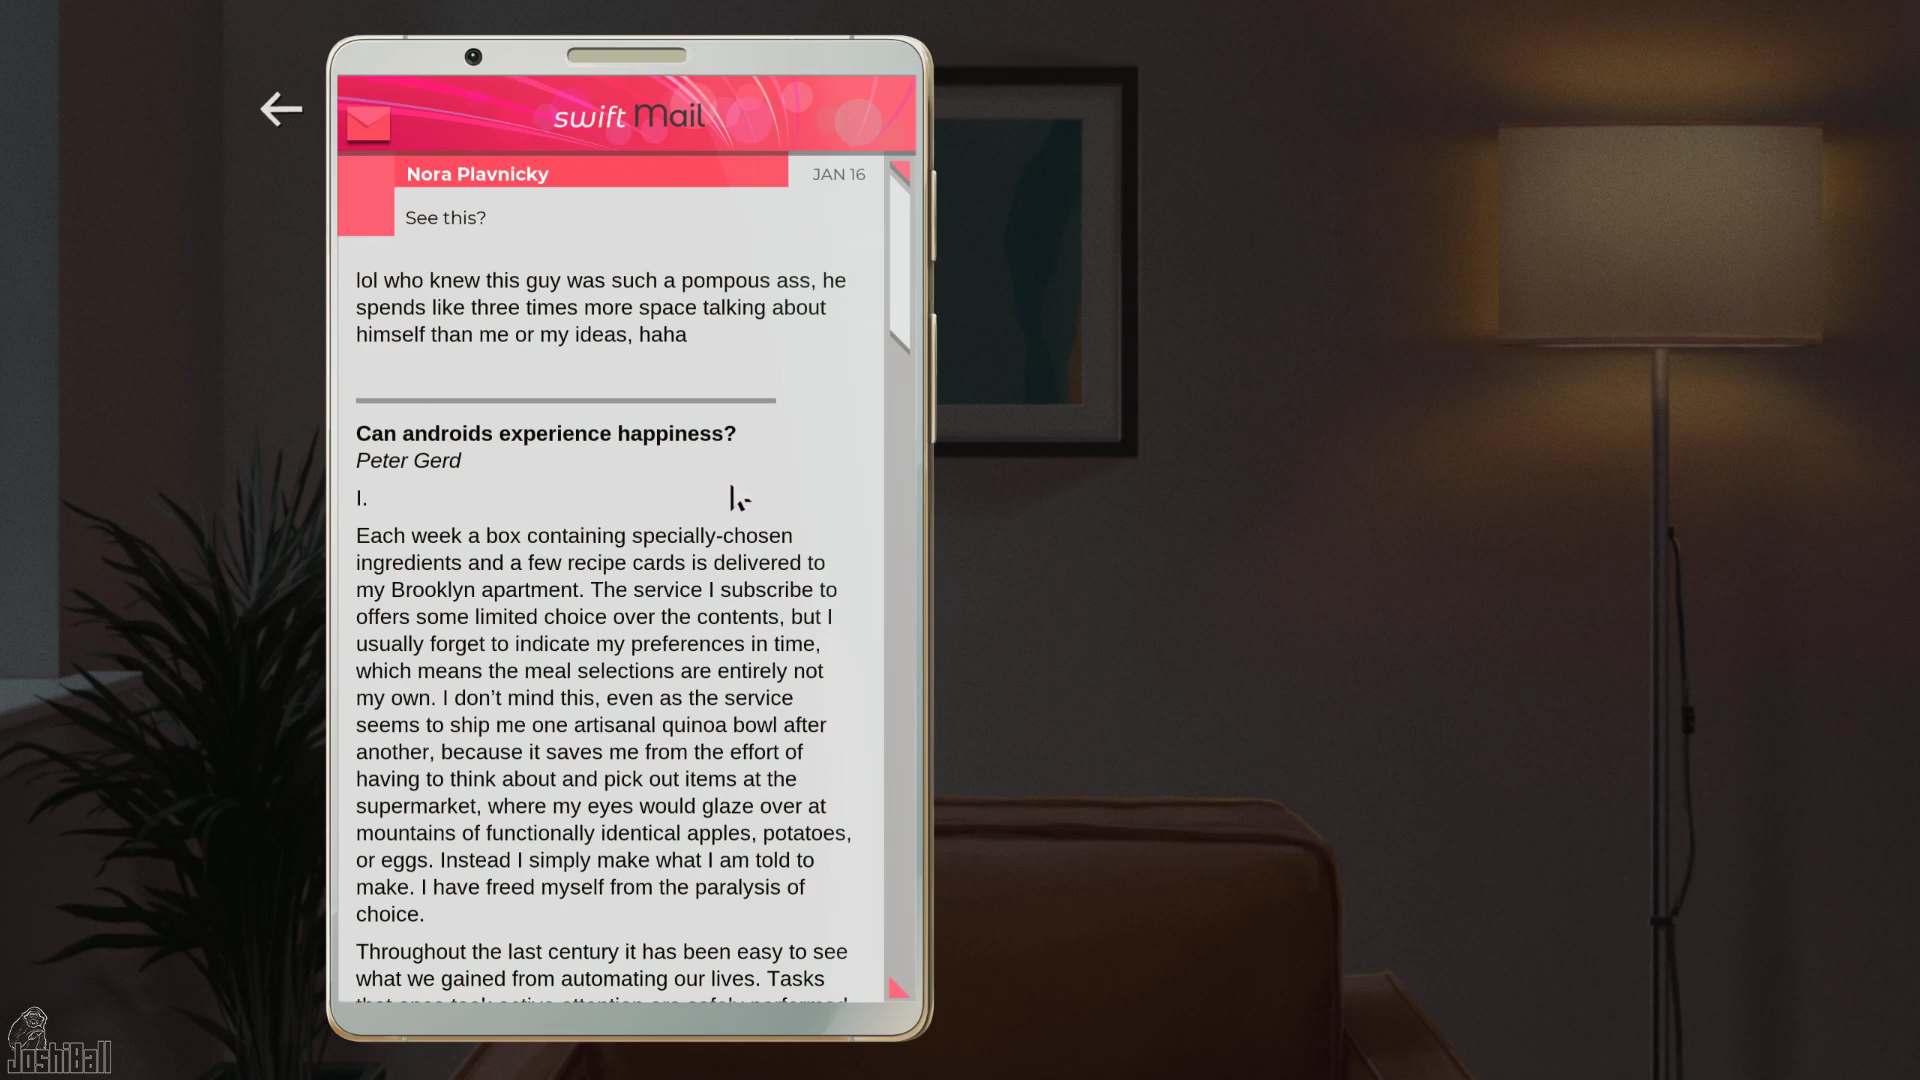 swift Mail
Nora Plavnicky
JAN 16
See this?
lol who knew this guy was such a pompous ass, he
spends like three times more space talking about
himself than me or my ideas, haha
Can androids experience happiness?
Peter Gerd
I.
Each week a box containing specially-chosen
ingredients and a few recipe cards is delivered to
my Brooklyn apartment. The service I subscribe to
offers some limited choice over the contents, but I
usually forget to indicate my preferences in time,
which means the meal selections are entirely not
my own. I don’t mind this, even as the service
seems to ship me one artisanal quinoa bowl after
another, because it saves me from the effort of
having to think about and pick out items at the
supermarket, where my eyes would glaze over at
mountains of functionally identical apples, potatoes,
or eggs. Instead I simply make what I am told to
make. I have freed myself from the paralysis of
choice.
Throughout the last century it has been easy to see
what we gained from automating our lives. Tasks
that once took active attention are safely performed
JoshiBall